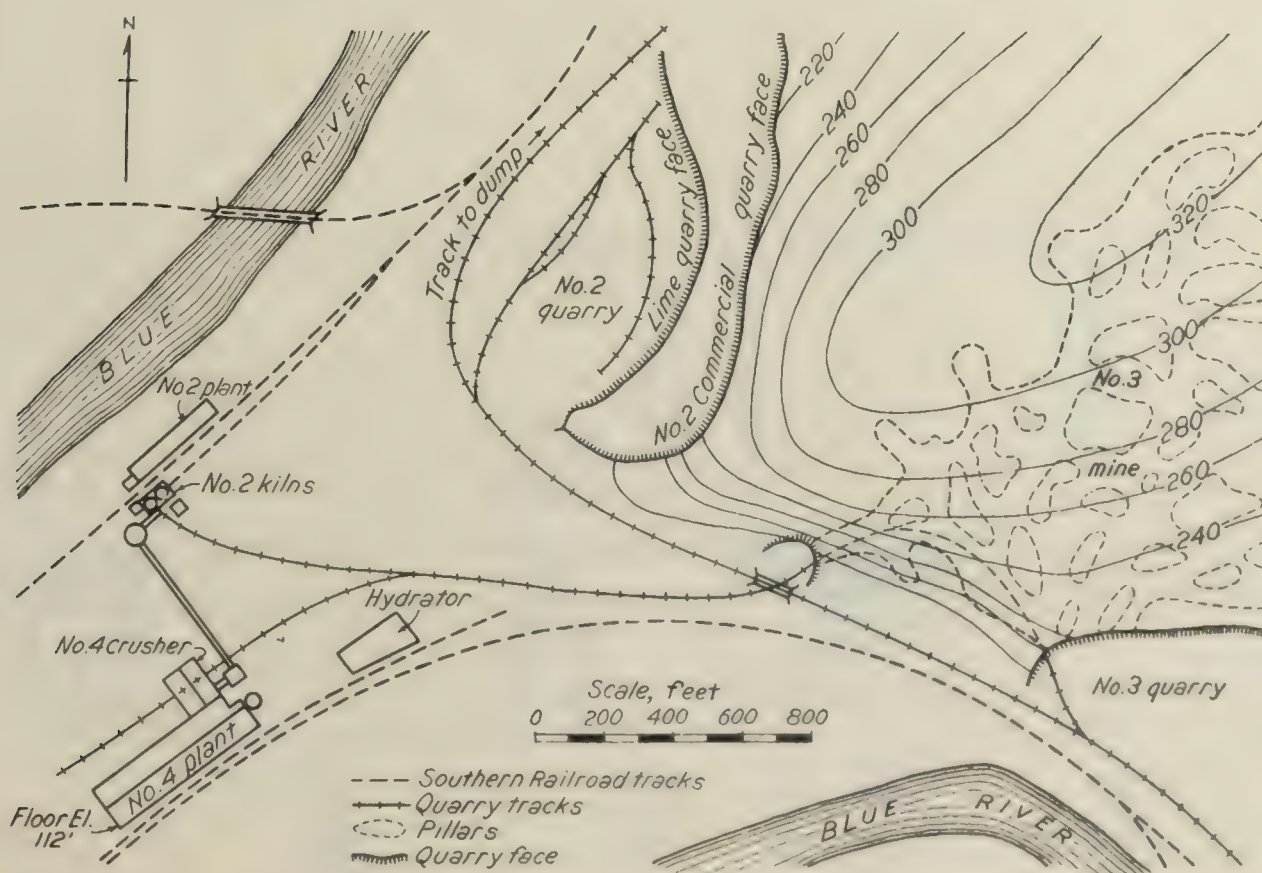 N
BLUE RIVER
Track to dump
No.2
quarry
Lime quarry face
No.2 Commercial quarry face
220
240
260
280
300
320
300
280
260
240
No.3
mine
No.2 plant
No.2 kilns
No.4 crusher
Hydrator
No. 4 plant
Floor El.
112'
No.3 quarry
Scale, feet
0 200 400 600 800
Southern Railroad tracks
Quarry tracks
Pillars
Quarry face
BLUE RIVER